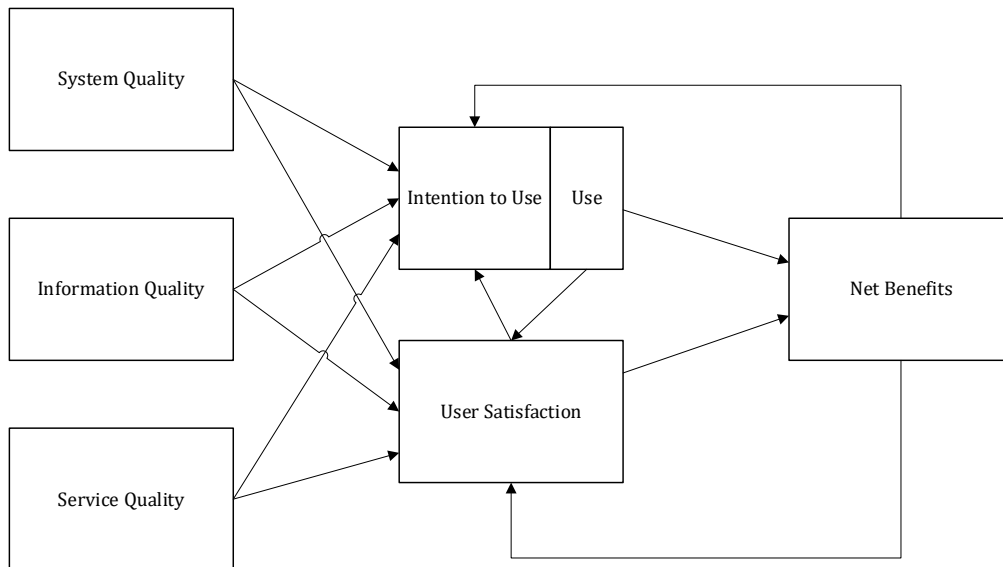 System Quality
Intention to Use
Use
Information Quality
Net Benefits
User Satisfaction
Service Quality